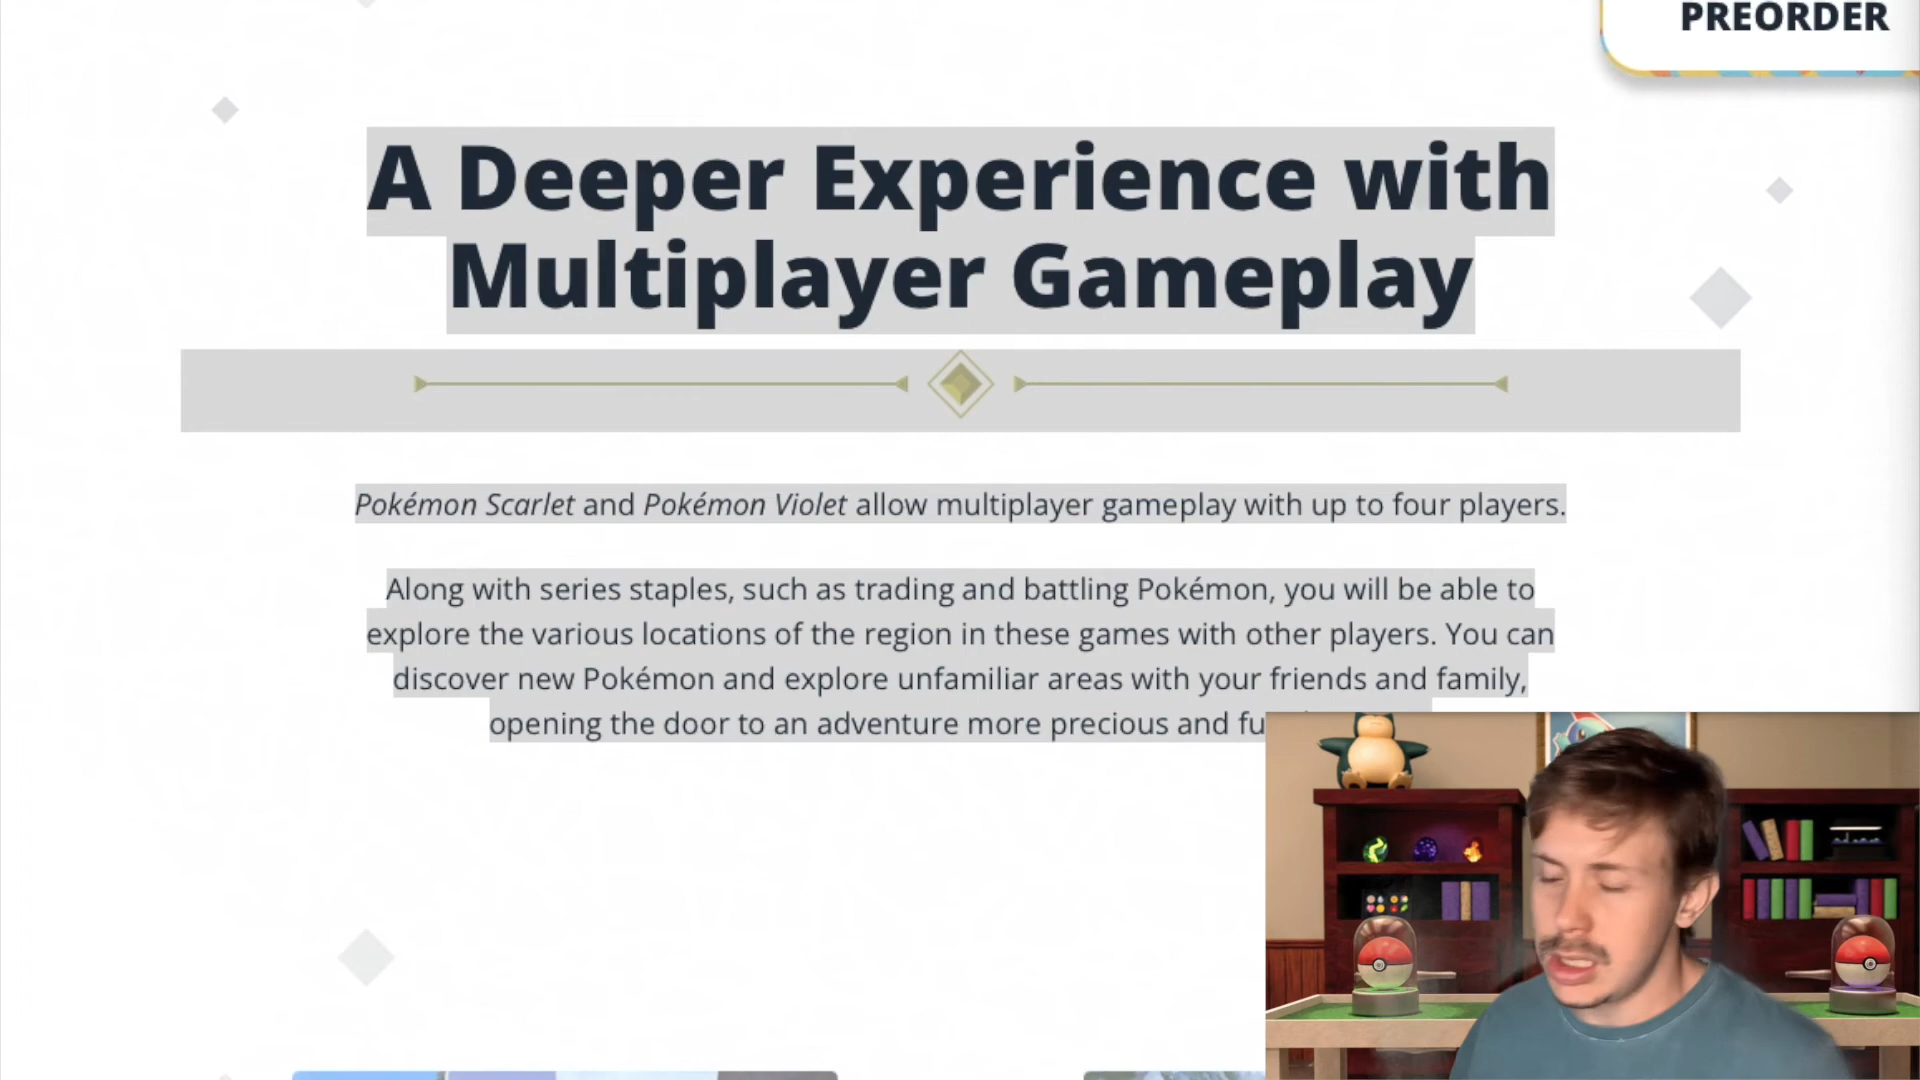 PREORDER
A Deeper Experience with
Multiplayer Gameplay
Pokémon Scarlet and Pokémon Violet allow multiplayer gameplay with up to four players.
Along with series staples, such as trading and battling Pokémon, you will be able to
explore the various locations of the region in these games with other players. You can
discover new Pokémon and explore unfamiliar areas with your friends and family,
opening the door to an adventure more precious and